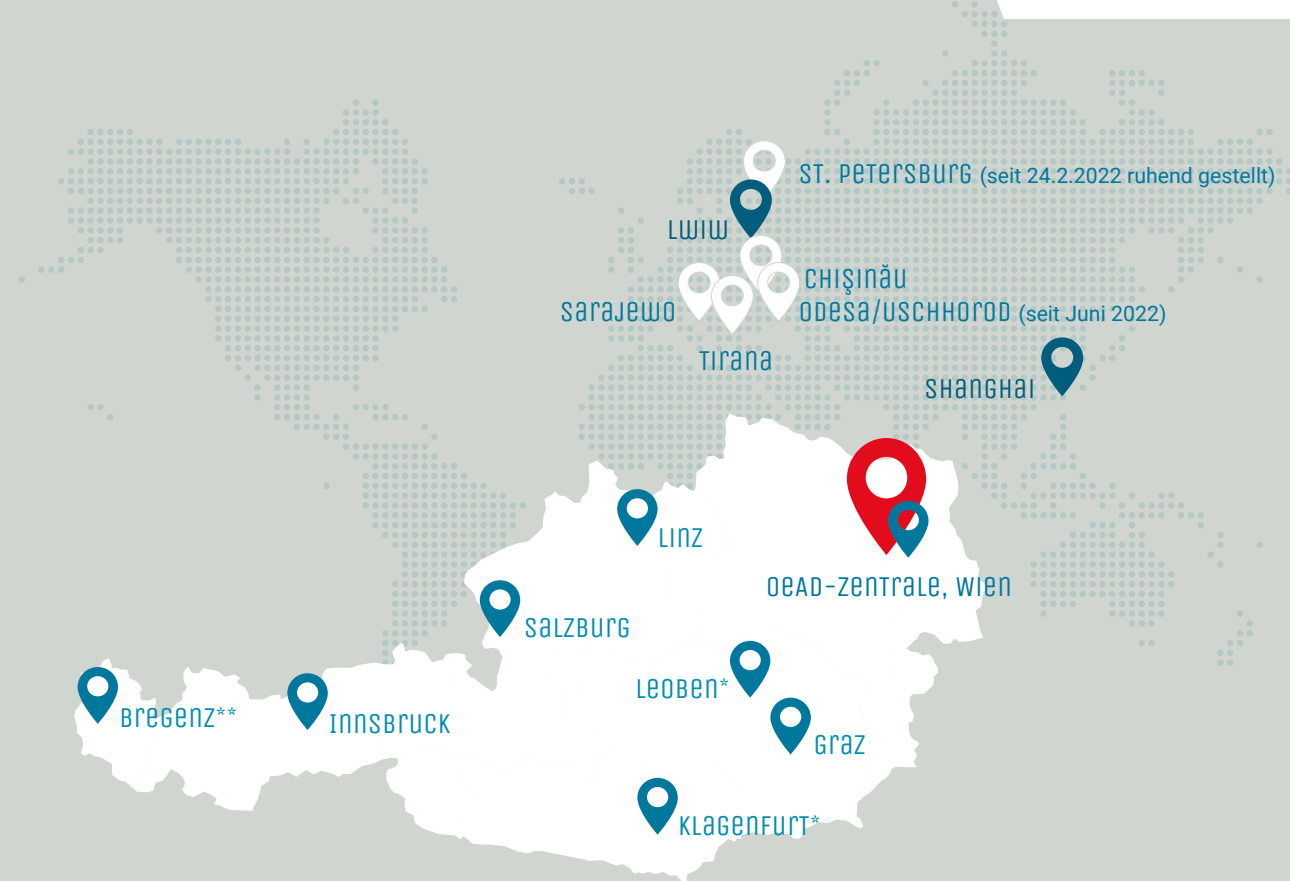 ST. PETERSBURG (seit 24.2.2022 ruhend gestellt)
LWIW
CHIŞINĂU
SARAJEWO
ODESA/USCHHOROD (seit Juni 2022)
TIRANA
SHANGHAI
LINZ
OEAD-ZENTRALE, WIEN
SALZBURG
LEOBEN*
BREGENZ**
INNSBRUCK
GRAZ
KLAGENFURT*